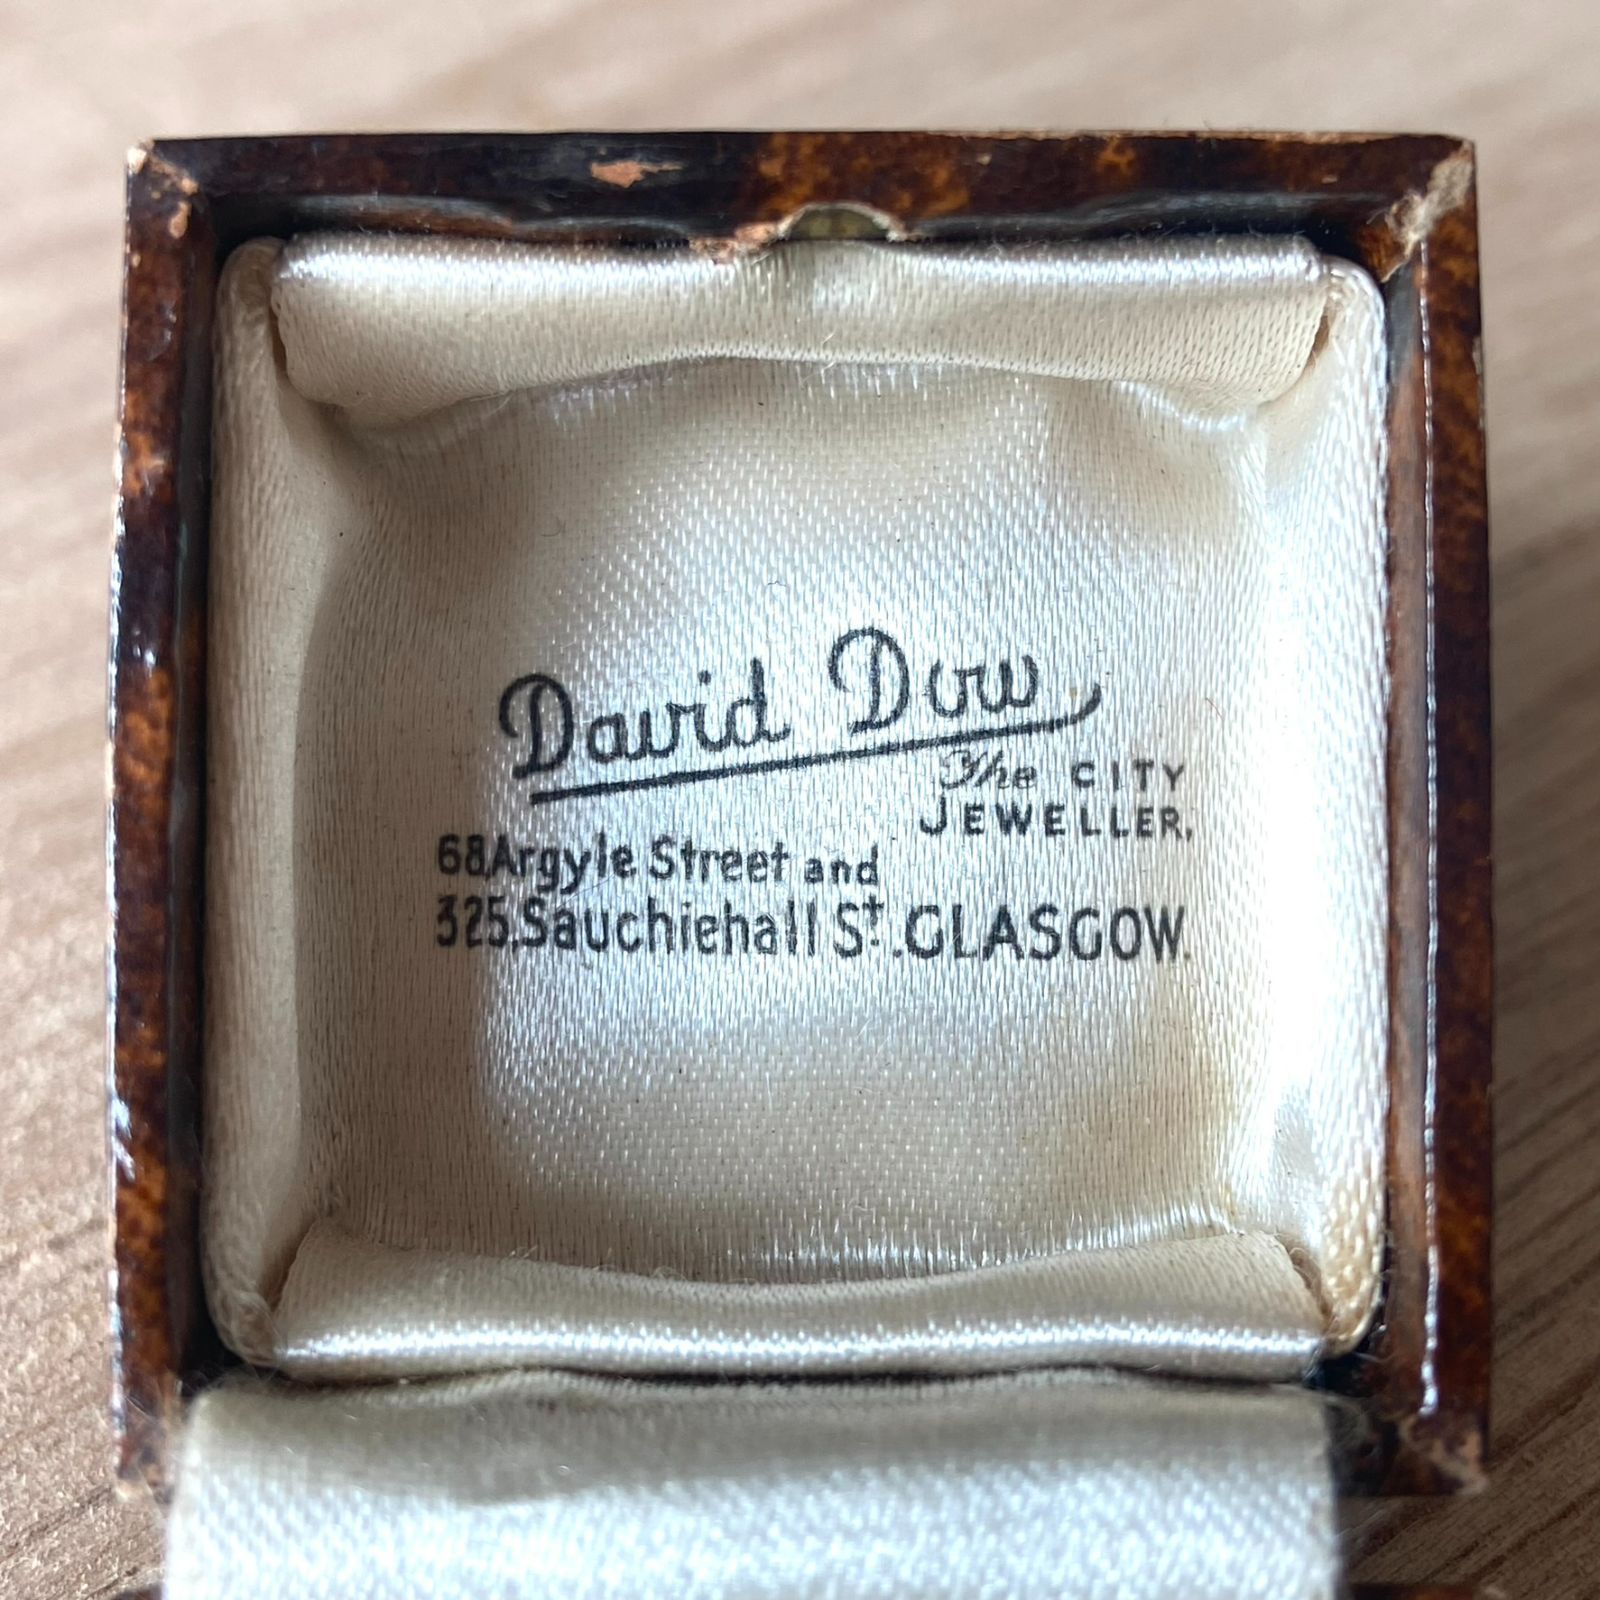 David Dow
The CITY
JEWELLER,
68, Argyle Street and
325, Sauchiehall St. GLASGOW.